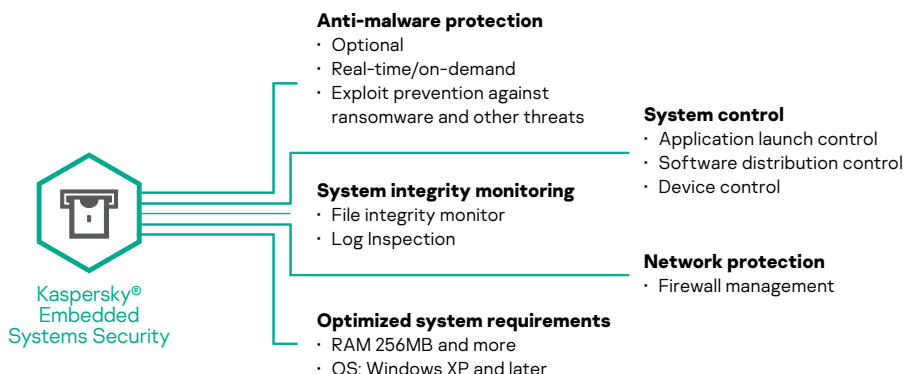 Anti-malware protection
· Optional
· Real-time/on-demand
· Exploit prevention against
ransomware and other threats
System control
· Application launch control
· Software distribution control
· Device control
System integrity monitoring
· File integrity monitor
· Log Inspection
Network protection
· Firewall management
Kaspersky®
Embedded
Systems Security
Optimized system requirements
· RAM 256MB and more
· OS: Windows XP and later